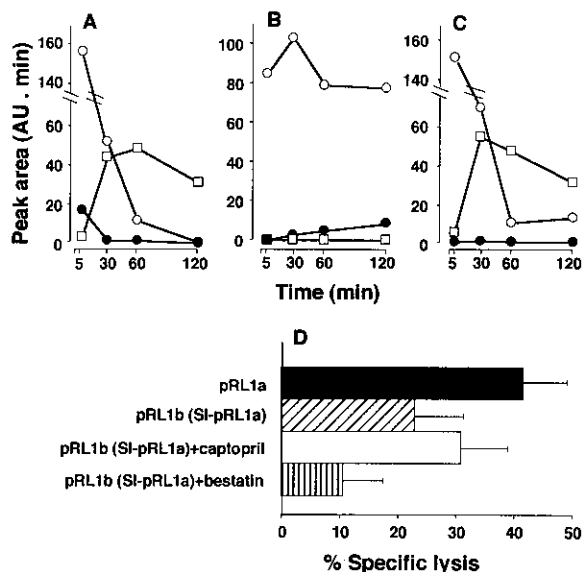 A
B
C
Peak area (AU . min)
160
140
80
60
40
20
0
100
80
60
40
20
0
160
140
80
60
40
20
0
5 30 60 120
5 30 60 120
5 30 60 120
Time (min)
D
pRL1a
pRL1b (SI-pRL1a)
pRL1b (SI-pRL1a)+captopril
pRL1b (SI-pRL1a)+bestatin
0 10 20 30 40 50
% Specific lysis